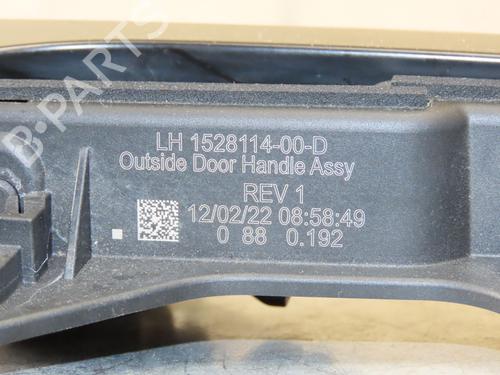 B-PARTS
LH 1528114-00-D
Outside Door Handle Assy
REV 1
12/02/22 08:58:49
0 88 0.192